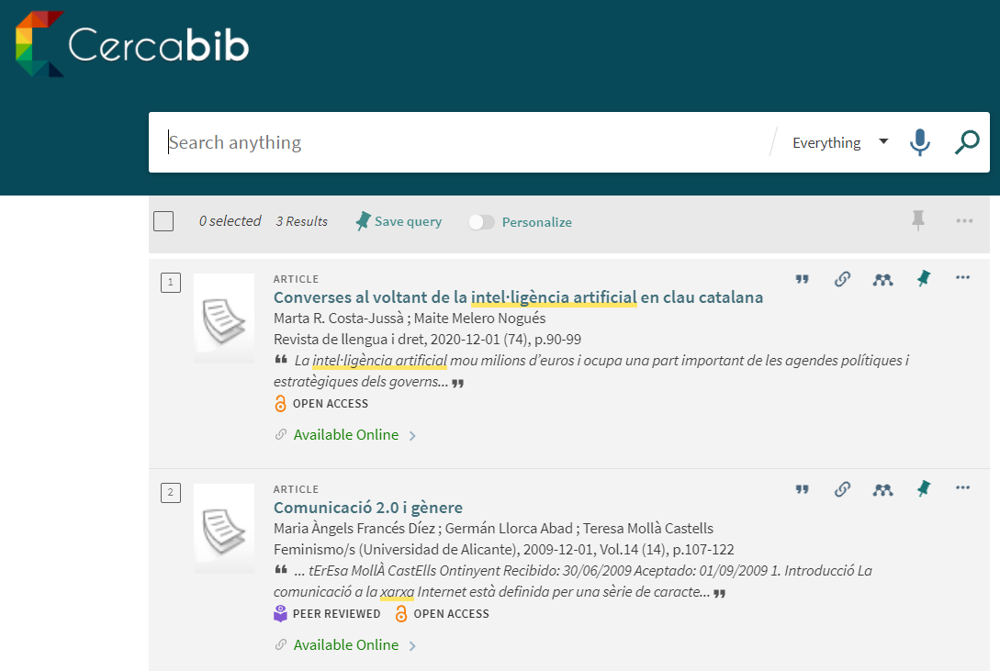 Cercabib
Search anything
Everything
0 selected 3 Results Save query Personalize
1
ARTICLE
Converses al voltant de la intel·ligència artificial en clau catalana
Marta R. Costa-Jussà ; Maite Melero Nogués
Revista de llengua i dret, 2020-12-01 (74), p.90-99
❝ La intel·ligència artificial mou milions d’euros i ocupa una part important de les agendes polítiques i
estratègiques dels governs... ❞
OPEN ACCESS
Available Online
2
ARTICLE
Comunicació 2.0 i gènere
Maria Àngels Francés Díez ; Germán Llorca Abad ; Teresa Mollà Castells
Feminismo/s (Universidad de Alicante), 2009-12-01, Vol.14 (14), p.107-122
❝ ... tErEsa MollÀ CastElls Ontinyent Recibido: 30/06/2009 Aceptado: 01/09/2009 1. Introducció La
comunicació a la xarxa Internet està definida per una sèrie de caracte... ❞
PEER REVIEWED OPEN ACCESS
Available Online